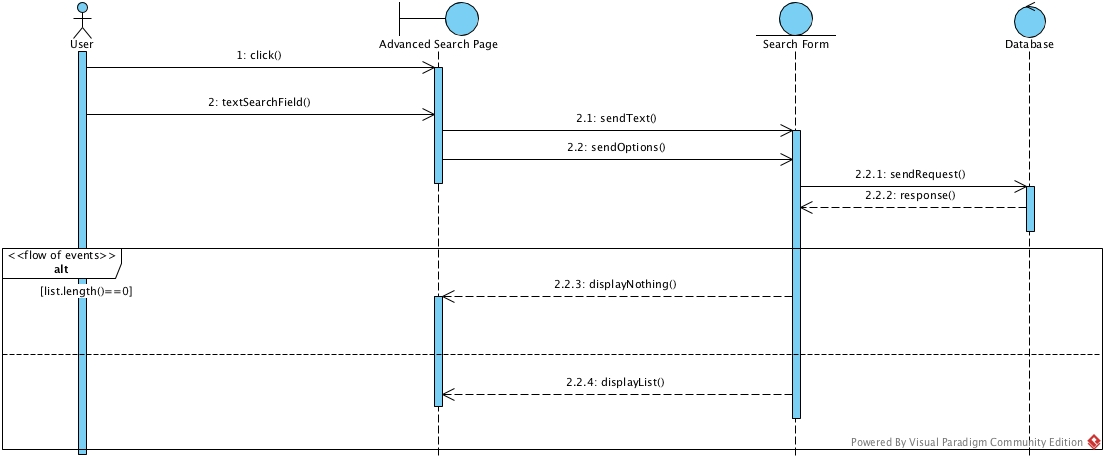 User
Advanced Search Page
Search Form
Database
1: click()
2: textSearchField()
2.1: sendText()
2.2: sendOptions()
2.2.1: sendRequest()
2.2.2: response()
<<flow of events>>
alt
[list.length()==0]
2.2.3: displayNothing()
2.2.4: displayList()
Powered By Visual Paradigm Community Edition